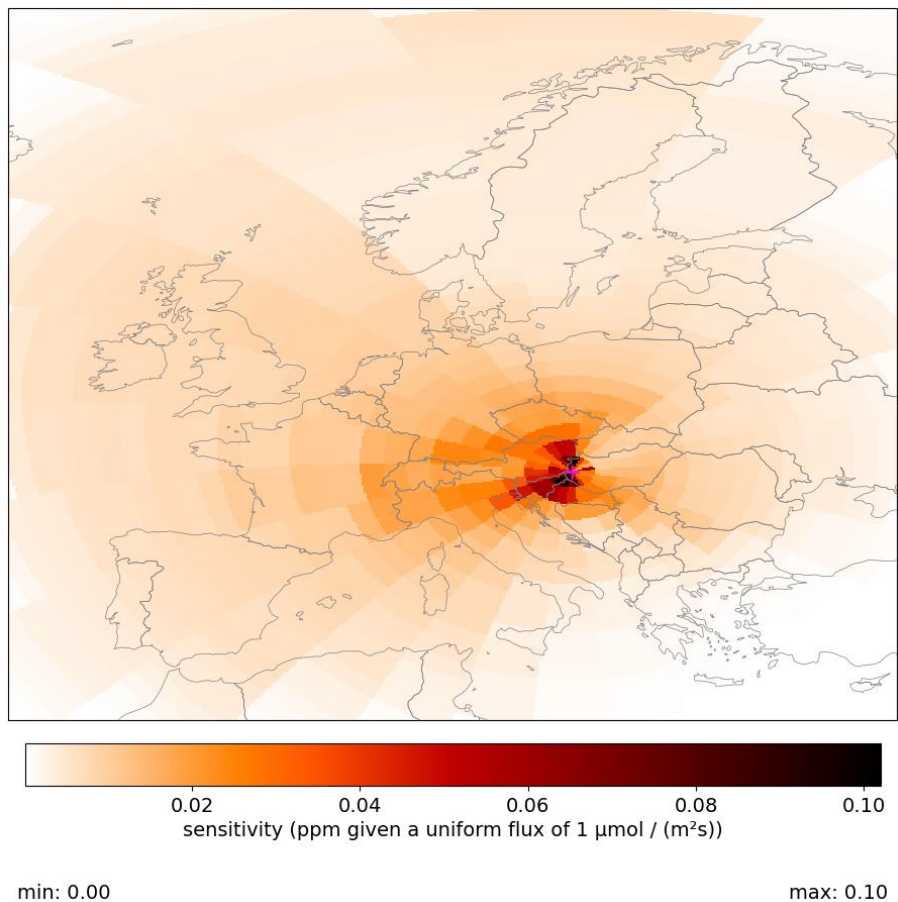 0.02 0.04 0.06 0.08 0.10
sensitivity (ppm given a uniform flux of 1 μmol / (m²s))
min: 0.00 max: 0.10